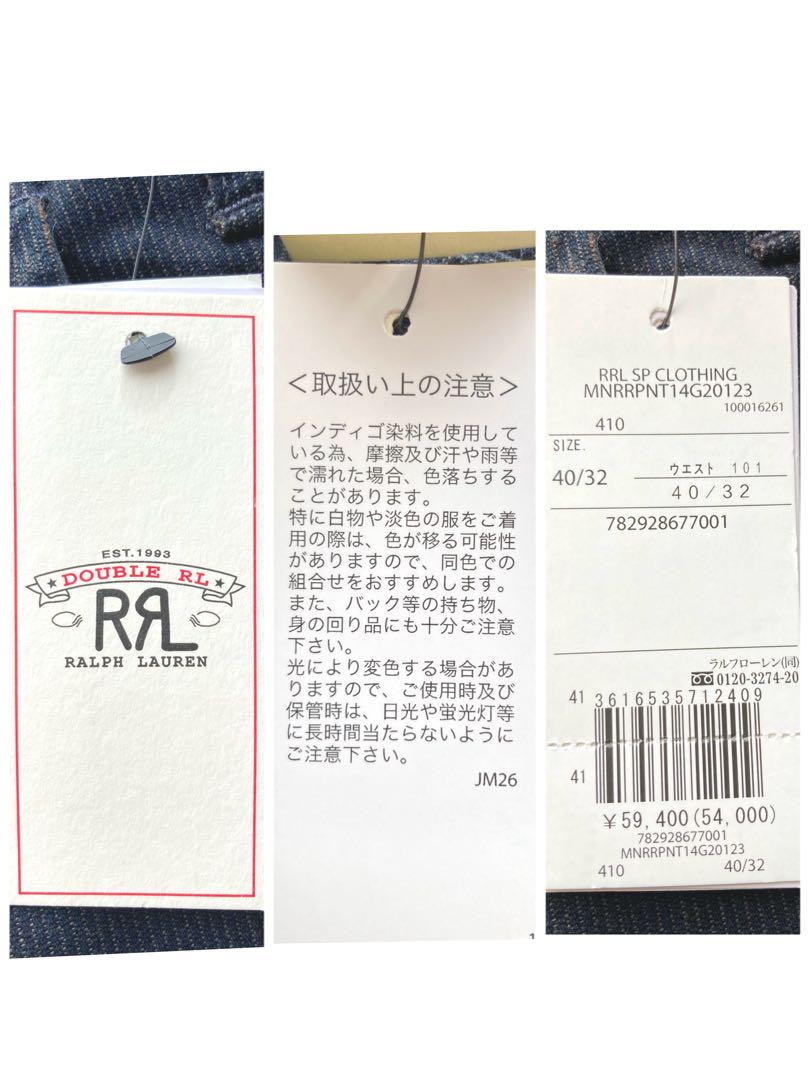 EST.1993
★ DOUBLE RL ★
RRL
RALPH LAUREN
＜取扱い上の注意＞
インディゴ染料を使用して
いる為、摩擦及び汗や雨等
で濡れた場合、色落ちする
ことがあります。
特に白物や淡色の服をご着
用の際は、色が移る可能性
がありますので、同色での
組合せをおすすめします。
また、バック等の持ち物、
身の回り品にも十分ご注意
下さい。
光により変色する場合があ
りますので、ご使用時及び
保管時は、日光や蛍光灯等
に長時間当たらないように
ご注意下さい。
JM26
1
RRL SP CLOTHING
MNRRPNT14G20123
100016261
410
SIZE.
40/32
ウエスト 101
40/32
782928677001
ラルフローレン(同)
0120-3274-20
41 3616535712409
41
￥59,400(54,000)
782928677001
MNRRPNT14G20123
410 40/32